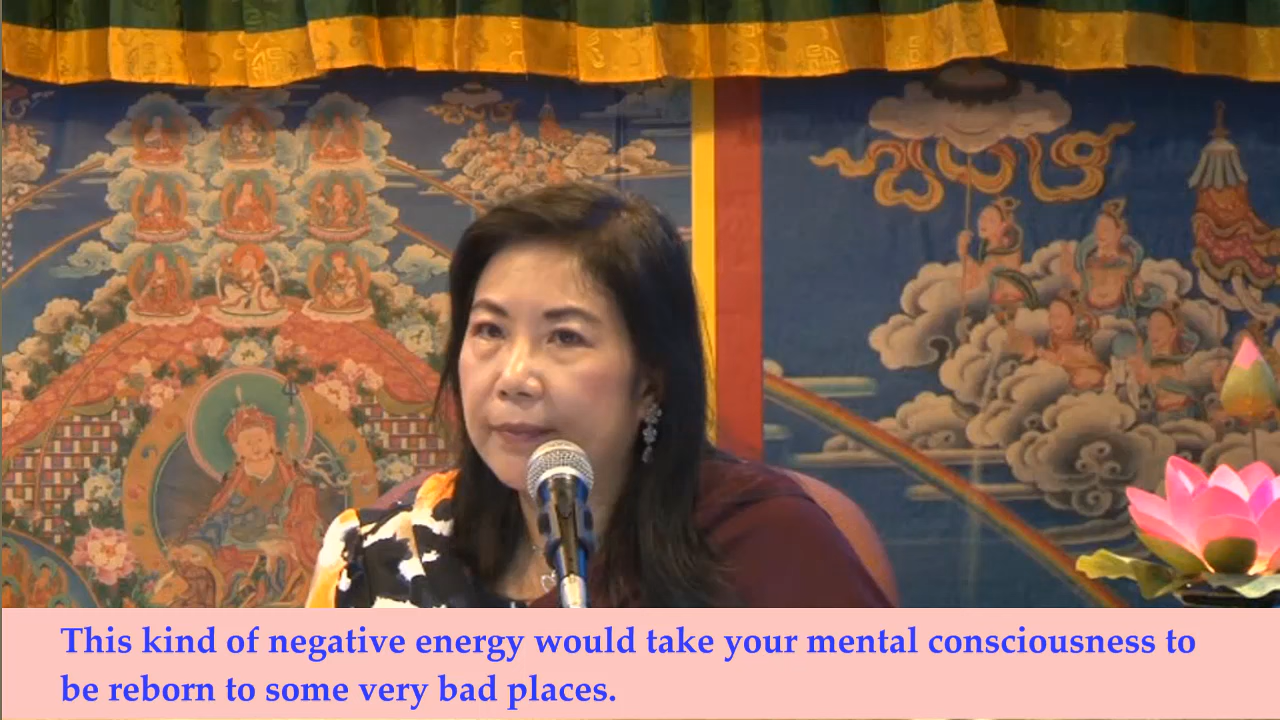 This kind of negative energy would take your mental consciousness to
be reborn to some very bad places.